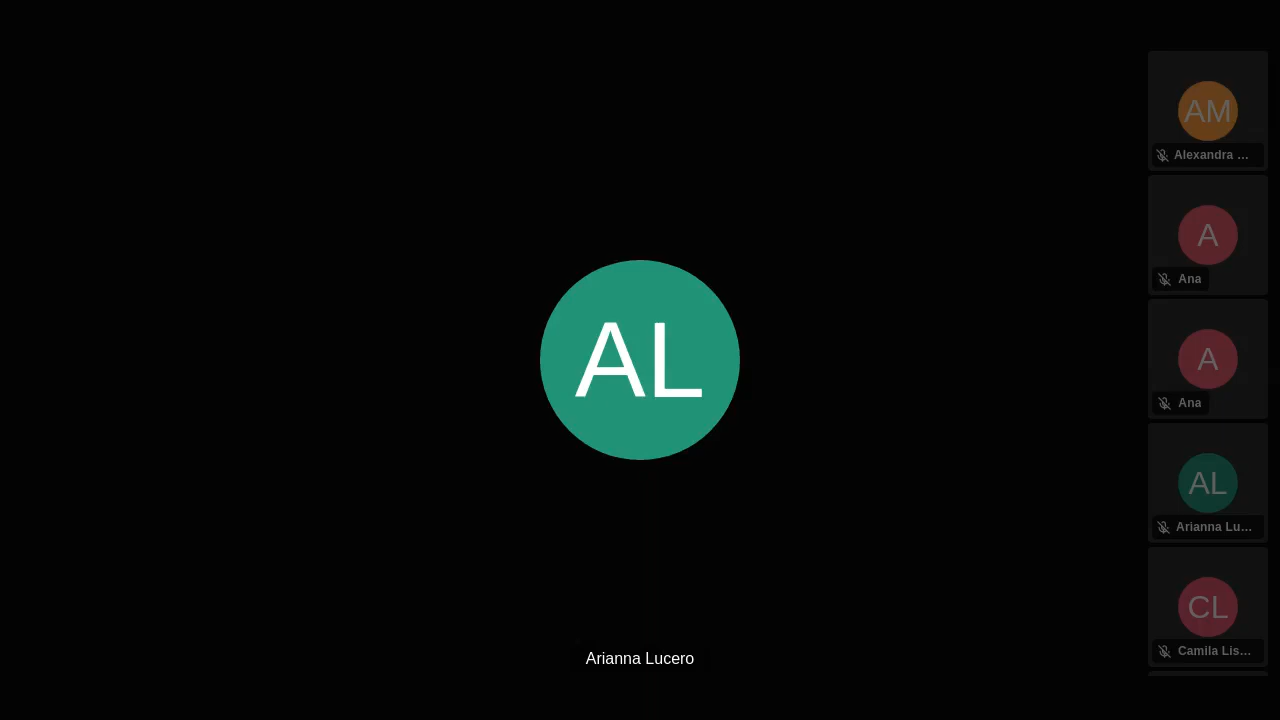 AL
Arianna Lucero
AM
Alexandra ...
A
Ana
A
Ana
AL
Arianna Lu...
CL
Camila Lis...